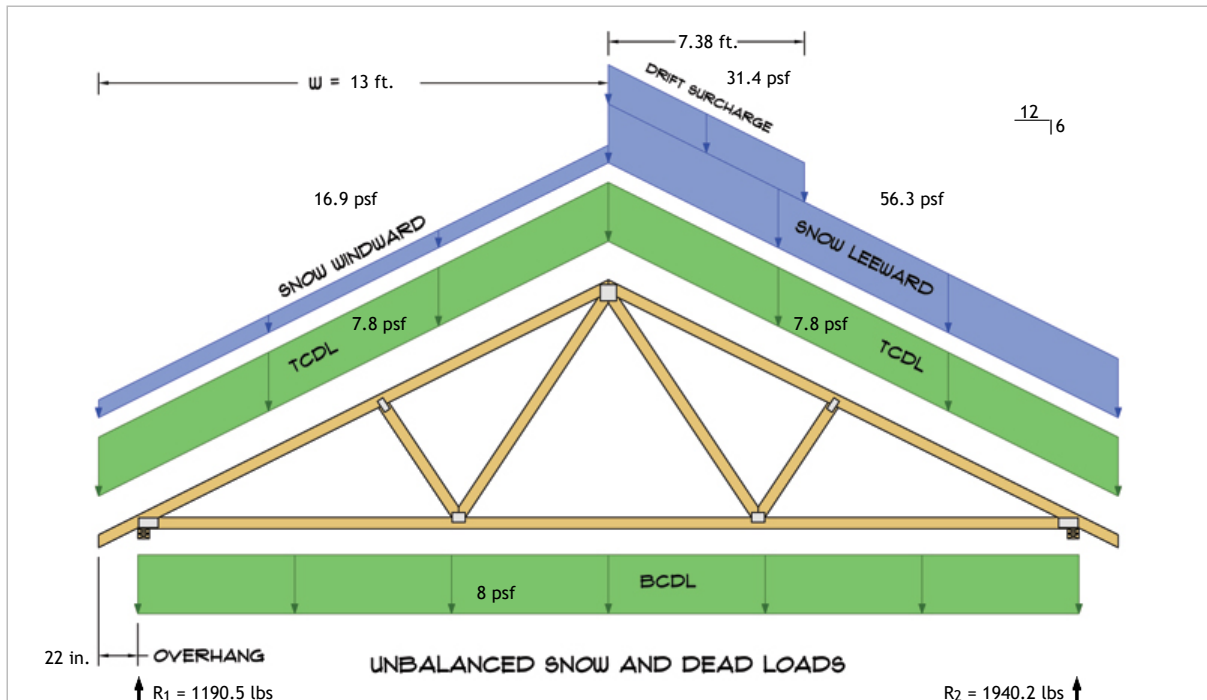 7.38 ft.
W = 13 ft.
DRIFT SURCHARGE
31.4 psf
12
6
16.9 psf
56.3 psf
SNOW WINDWARD
SNOW LEEWARD
7.8 psf
7.8 psf
TCDL
TCDL
8 psf
BCDL
22 in.
OVERHANG
UNBALANCED SNOW AND DEAD LOADS
R1 = 1190.5 lbs
R2 = 1940.2 lbs